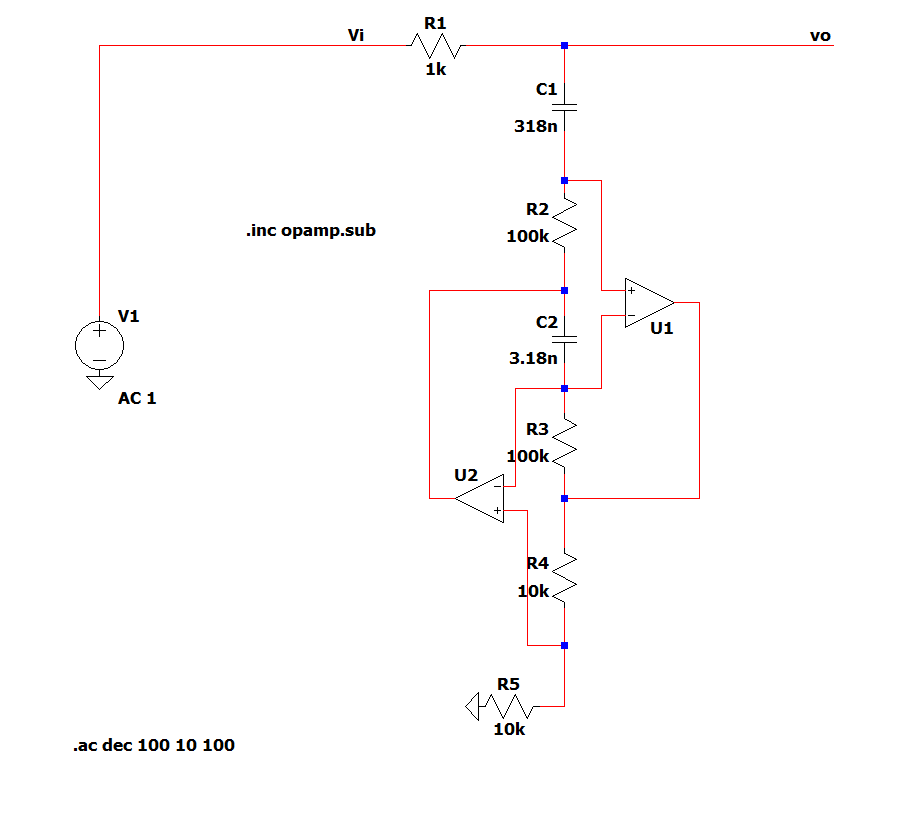 R1
Vi
vo
1k
C1
318n
R2
.inc opamp.sub
100k
+
V1
C2
−
U1
3.18n
AC 1
R3
100k
U2
−
+
R4
10k
R5
10k
.ac dec 100 10 100